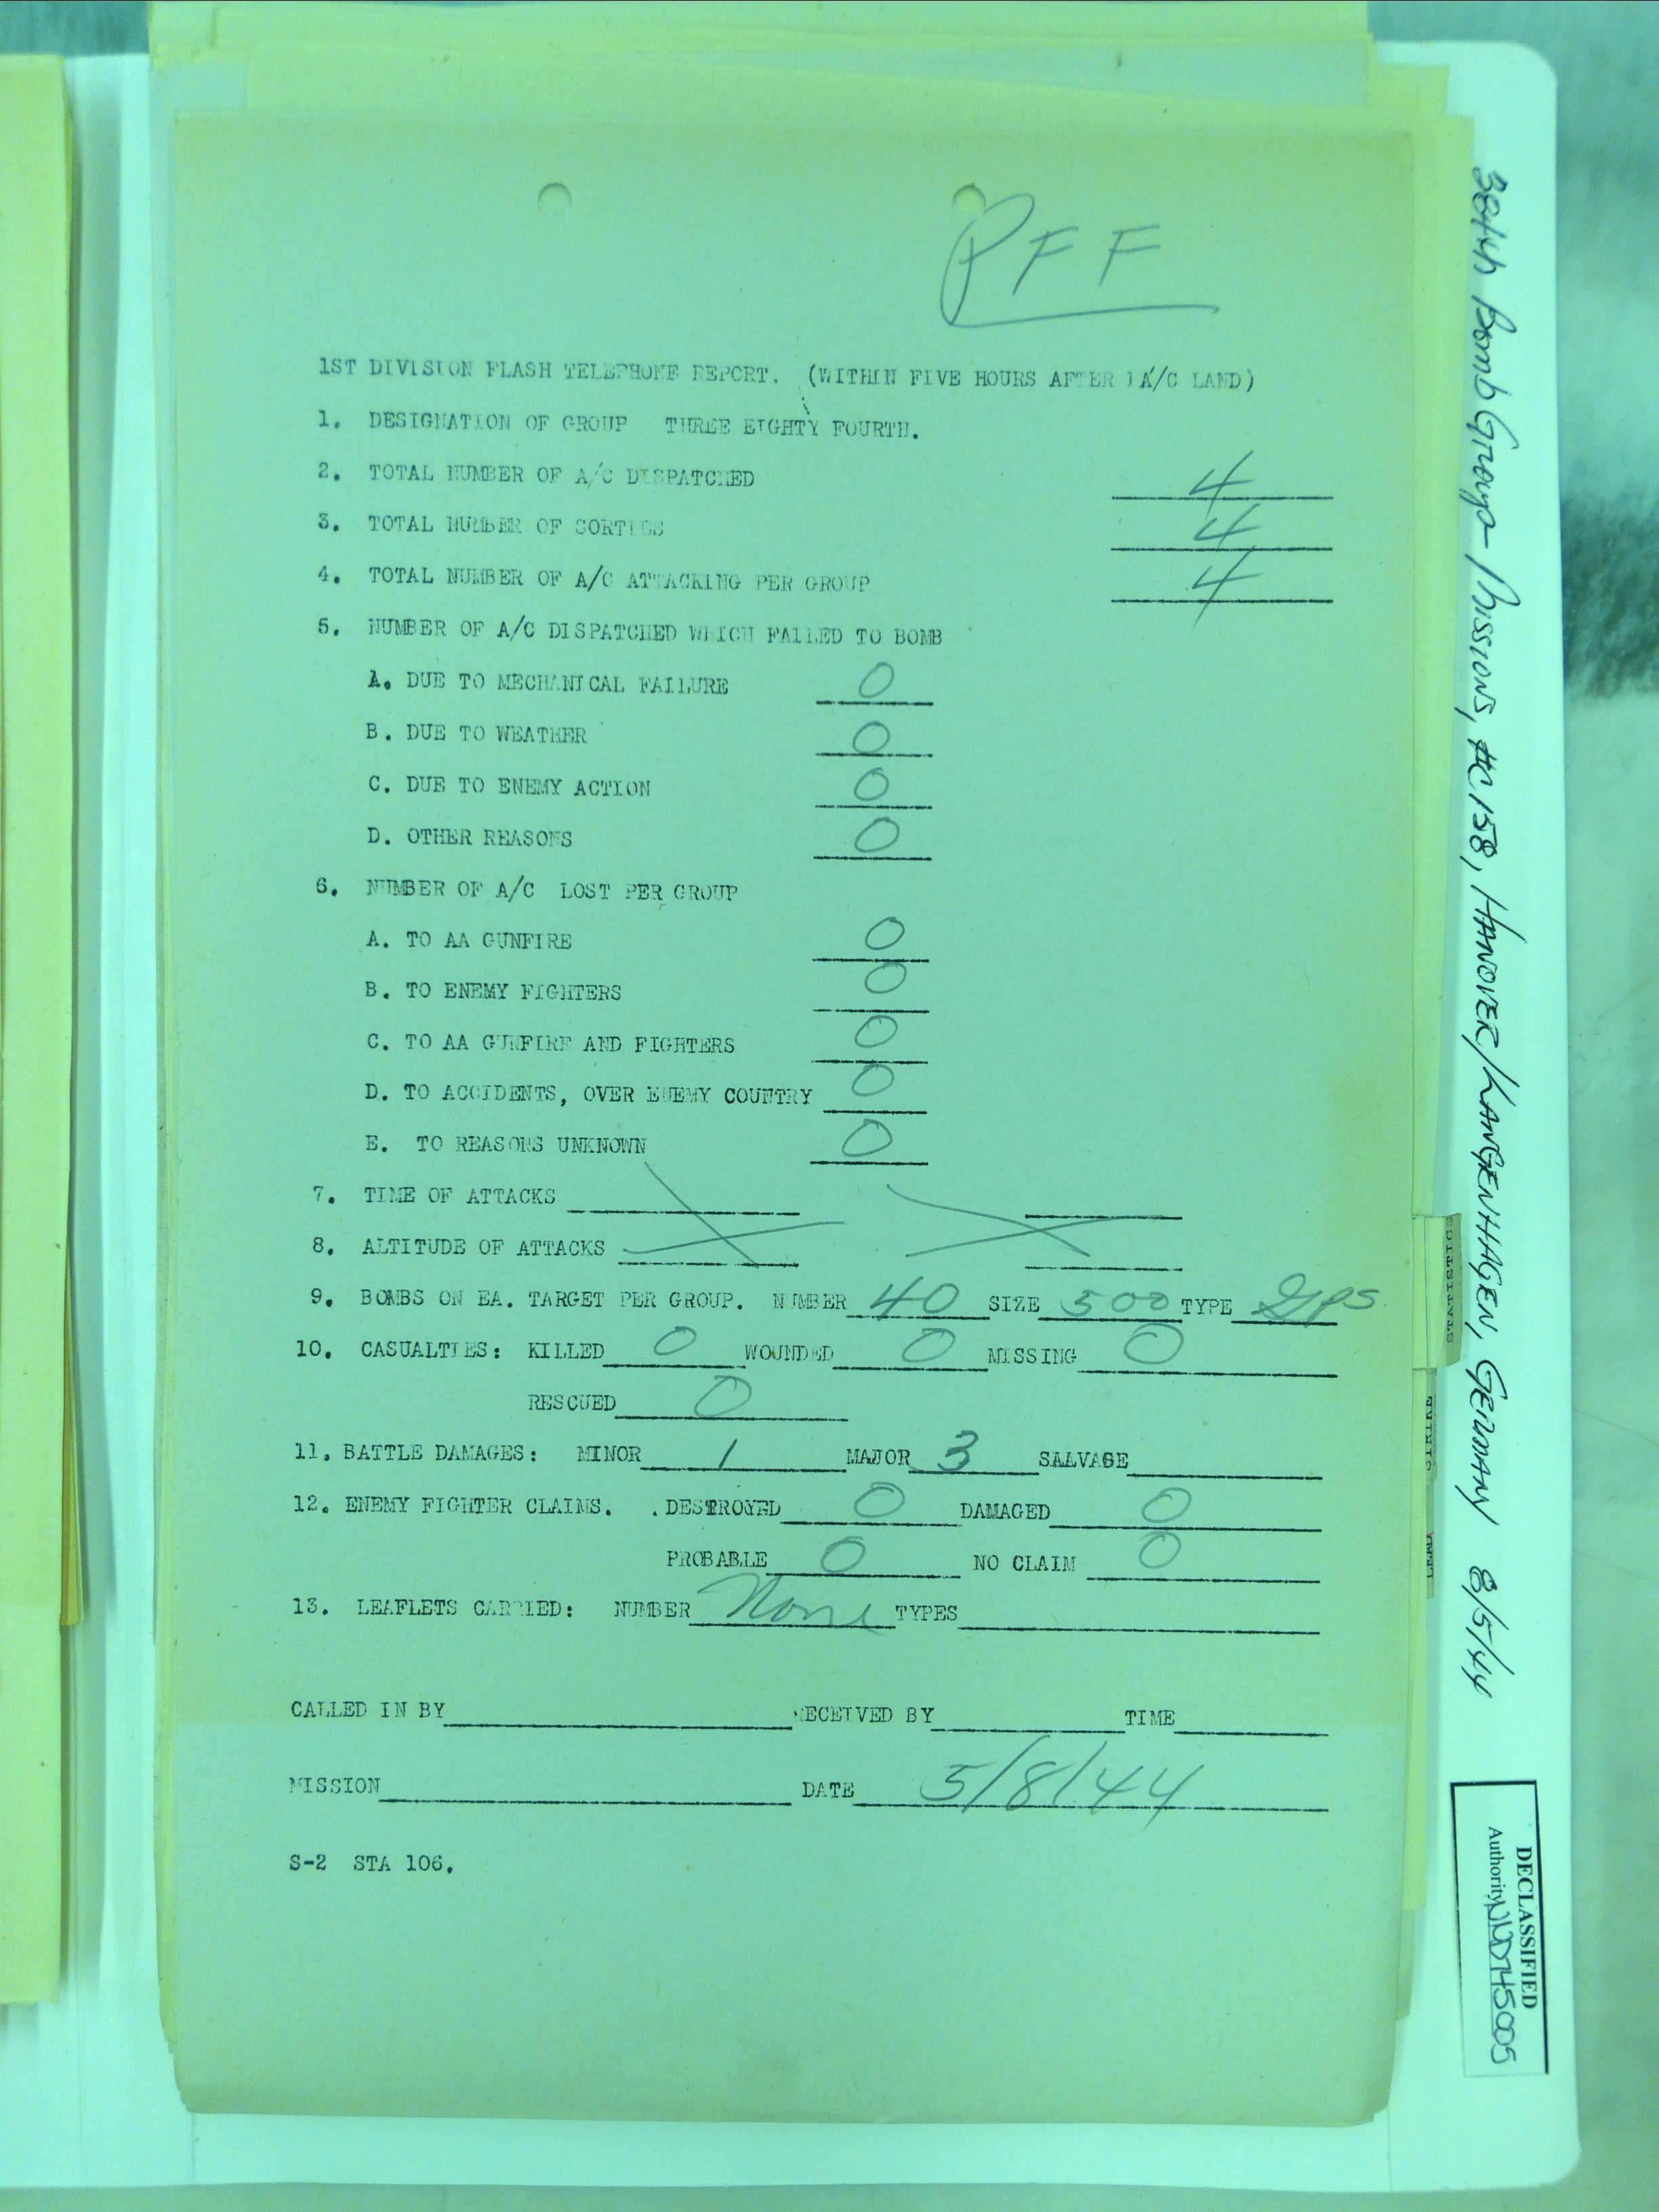 PFF
1ST DIVISION FLASH TELEPHONE REPORT. (WITHIN FIVE HOURS AFTER A/C LAND)
1. DESIGNATION OF GROUP THREE EIGHTY FOURTH.
2. TOTAL NUMBER OF A/C DISPATCHED 4
3. TOTAL NUMBER OF SORTIES 4
4. TOTAL NUMBER OF A/C ATTACKING PER GROUP 4
5. NUMBER OF A/C DISPATCHED WHICH FAILED TO BOMB
A. DUE TO MECHANICAL FAILURE 0
B. DUE TO WEATHER 0
C. DUE TO ENEMY ACTION 0
D. OTHER REASONS 0
6. NUMBER OF A/C LOST PER GROUP
A. TO AA GUNFIRE 0
B. TO ENEMY FIGHTERS 0
C. TO AA GUNFIRE AND FIGHTERS 0
D. TO ACCIDENTS, OVER ENEMY COUNTRY 0
E. TO REASONS UNKNOWN 0
7. TIME OF ATTACKS
8. ALTITUDE OF ATTACKS
9. BOMBS ON EA. TARGET PER GROUP. NUMBER 40 SIZE 500 TYPE GPS
10. CASUALTIES: KILLED 0 WOUNDED 0 MISSING 0
RESCUED 0
11. BATTLE DAMAGES: MINOR 1 MAJOR 3 SALVAGE
12. ENEMY FIGHTER CLAIMS. . DESTROYED 0 DAMAGED 0
PROBABLE 0 NO CLAIM 0
13. LEAFLETS CARRIED: NUMBER None TYPES
CALLED IN BY RECEIVED BY TIME
MISSION DATE 5/8/44
S-2 STA 106.
384th Bomb Group - Missions, #C158, HANOVER/LANGENHAGEN, GERMANY 8/5/44
STATISTICS
STRIKE
LEAD
DECLASSIFIED
Authority NND745005